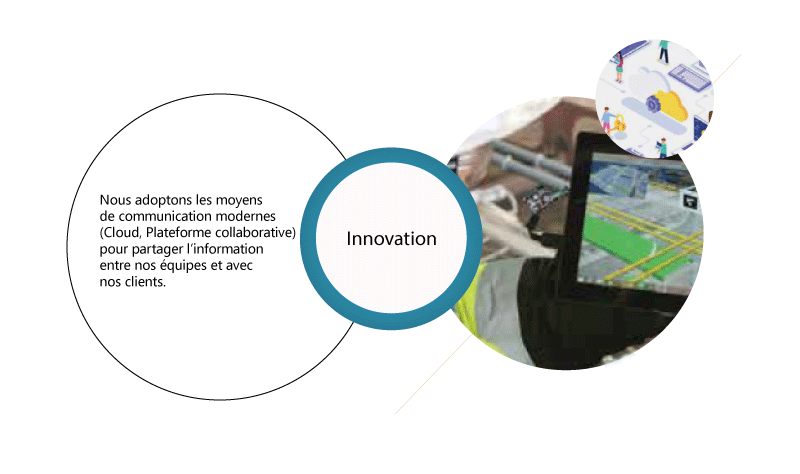 Nous adoptons les moyens
de communication modernes
(Cloud, Plateforme collaborative)
pour partager l'information
entre nos équipes et avec
nos clients.
Innovation